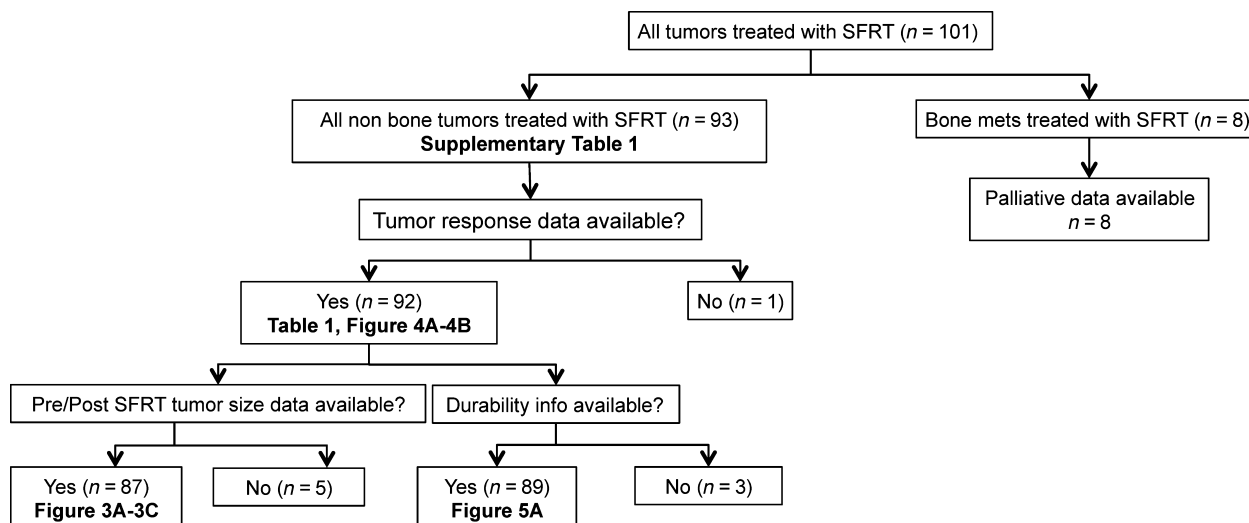 All tumors treated with SFRT (n = 101)
All non bone tumors treated with SFRT (n = 93)
Supplementary Table 1
Bone mets treated with SFRT (n = 8)
Palliative data available
n = 8
Tumor response data available?
Yes (n = 92)
Table 1, Figure 4A-4B
No (n = 1)
Pre/Post SFRT tumor size data available?
Durability info available?
Yes (n = 87)
Figure 3A-3C
No (n = 5)
Yes (n = 89)
Figure 5A
No (n = 3)